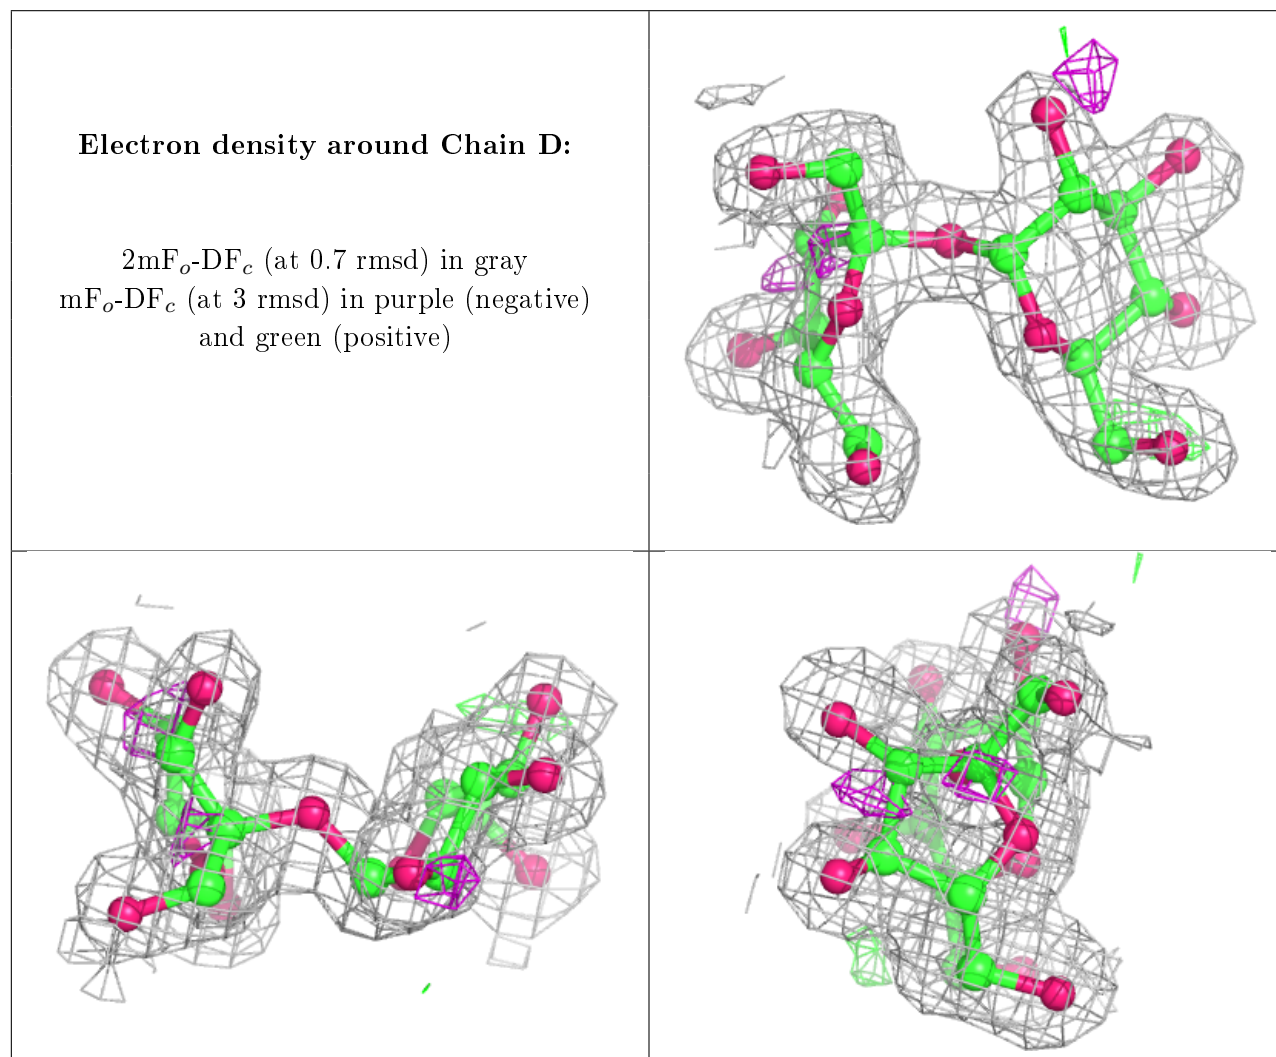 Electron density around Chain D:
2mFₒ-DF𝒸 (at 0.7 rmsd) in gray
mFₒ-DF𝒸 (at 3 rmsd) in purple (negative)
and green (positive)